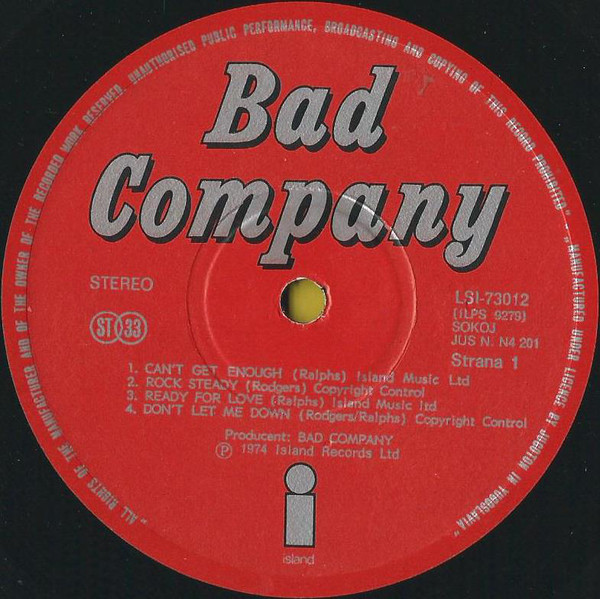 „ALL RIGHTS OF THE MANUFACTURER AND OF THE OWNER OF THE RECORDED WORK RESERVED. UNAUTHORISED PUBLIC PERFORMANCE, BROADCASTING AND COPYING OF THIS RECORD PROHIBITED” - „MANUFACTURED UNDER LICENCE BY JUGOTON IN YUGOSLAVIA”
Bad
Company
STEREO
ST 33
LSI-73012
(ILPS 9279)
SOKOJ
JUS N. N4 201
Strana 1
1. CAN'T GET ENOUGH (Ralphs) Island Music Ltd
2. ROCK STEADY (Rodgers) Copyright Control
3. READY FOR LOVE (Ralphs) Island Music ltd
4. DON'T LET ME DOWN (Rodgers/Ralphs) Copyright Control
Producent: BAD COMPANY
Ⓟ 1974 Island Records Ltd
i
island